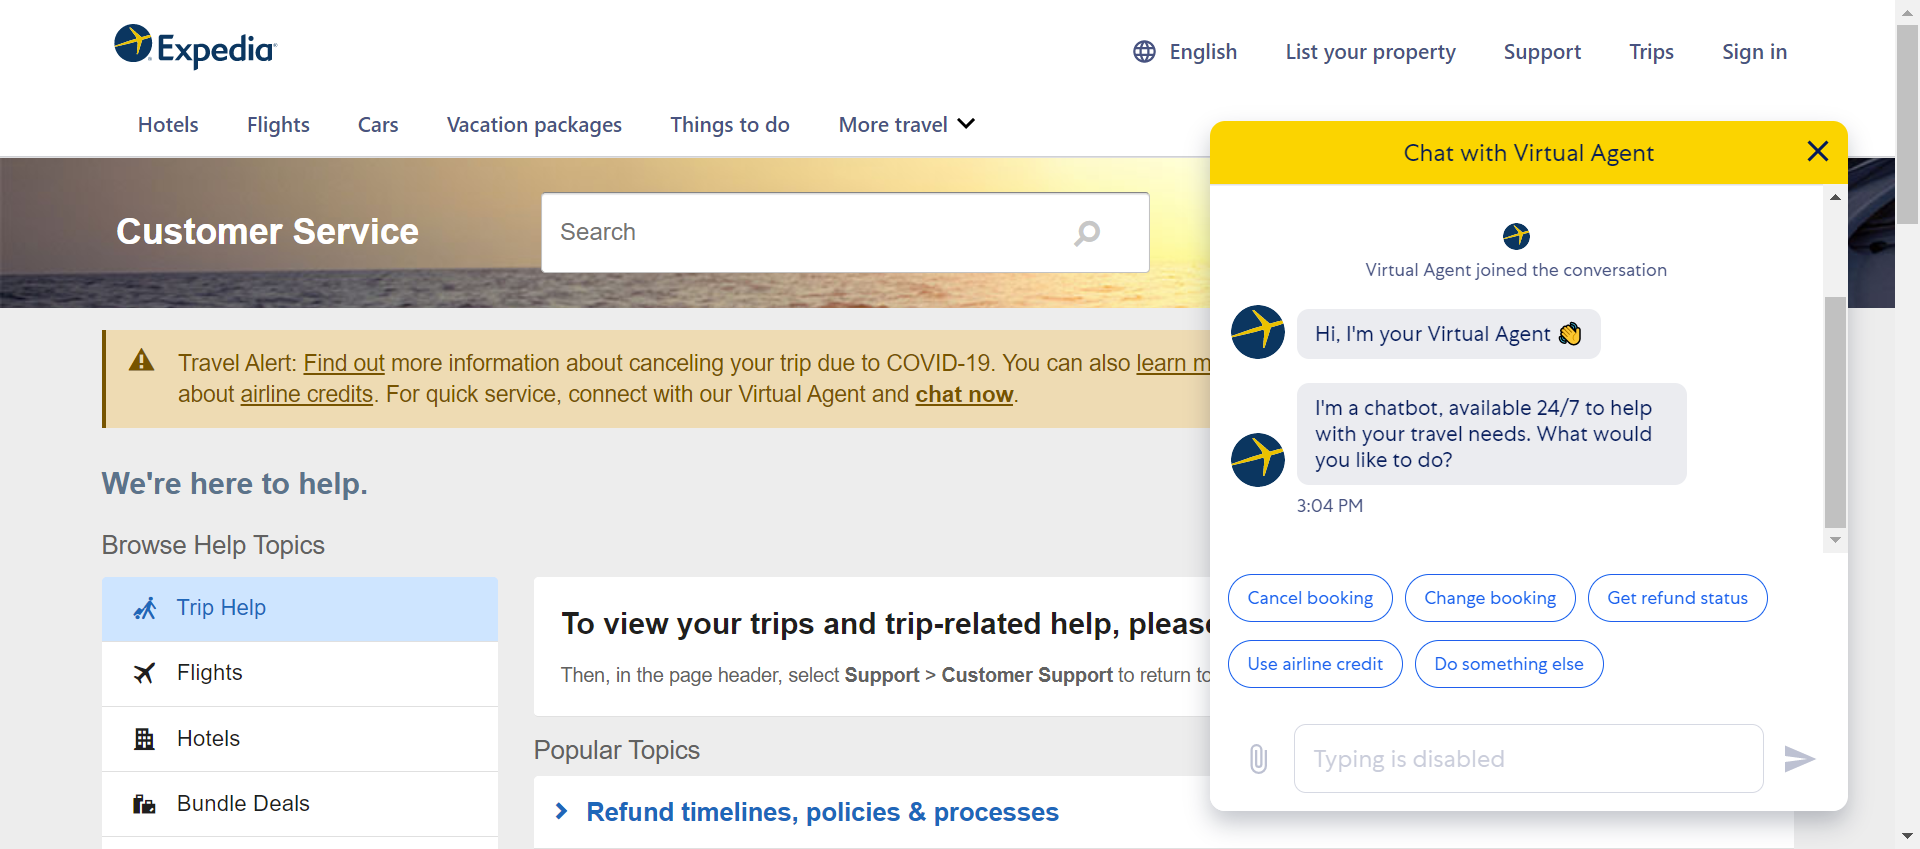 Expedia
English
List your property
Support
Trips
Sign in
Hotels
Flights
Cars
Vacation packages
Things to do
More travel
Customer Service
Search
Travel Alert: Find out more information about canceling your trip due to COVID-19. You can also learn m
about airline credits. For quick service, connect with our Virtual Agent and chat now.
We're here to help.
Browse Help Topics
Trip Help
Flights
Hotels
Bundle Deals
To view your trips and trip-related help, please
Then, in the page header, select Support > Customer Support to return to
Popular Topics
Refund timelines, policies & processes
Chat with Virtual Agent
Virtual Agent joined the conversation
Hi, I'm your Virtual Agent 👏
I'm a chatbot, available 24/7 to help
with your travel needs. What would
you like to do?
3:04 PM
Cancel booking
Change booking
Get refund status
Use airline credit
Do something else
Typing is disabled